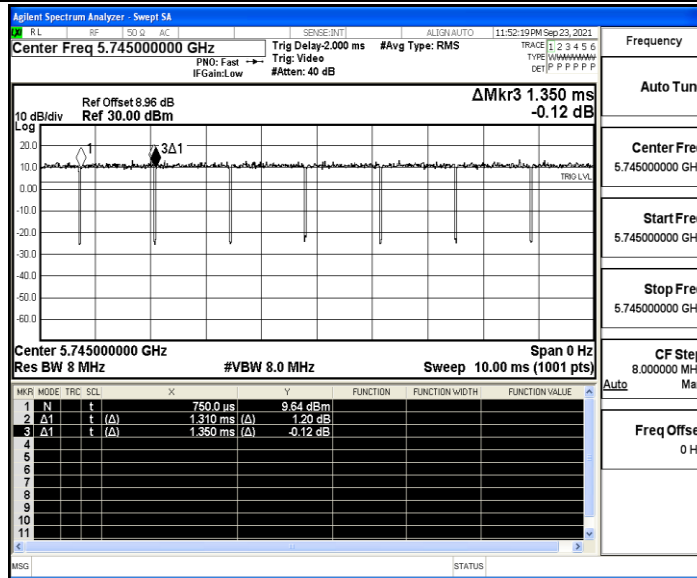 Agilent Spectrum Analyzer - Swept SA
RL RF 50 Ω AC SENSE:INT ALIGN AUTO 11:52:19 PM Sep 23, 2021
Center Freq 5.745000000 GHz
PNO: Fast
IFGain:Low
Trig Delay-2.000 ms
Trig: Video
#Atten: 40 dB
#Avg Type: RMS
TRACE 1 2 3 4 5 6
TYPE WWWWWW
DET P P P P P P
Frequency
ΔMkr3 1.350 ms
-0.12 dB
Ref Offset 8.96 dB
10 dB/div Ref 30.00 dBm
Log
20.0
10.0
0.00
-10.0
-20.0
-30.0
-40.0
-50.0
-60.0
1
3Δ1
TRIG LVL
Center 5.745000000 GHz Span 0 Hz
Res BW 8 MHz #VBW 8.0 MHz Sweep 10.00 ms (1001 pts)
MKR MODE TRC SCL X Y FUNCTION FUNCTION WIDTH FUNCTION VALUE
1 N t 750.0 µs 9.64 dBm
2 Δ1 t (Δ) 1.310 ms (Δ) 1.20 dB
3 Δ1 t (Δ) 1.350 ms (Δ) -0.12 dB
4
5
6
7
8
9
10
11
Auto Tun
Center Fre
5.745000000 GH
Start Fre
5.745000000 GH
Stop Fre
5.745000000 GH
CF Ste
8.000000 MH
Auto Ma
Freq Offse
0 H
MSG STATUS